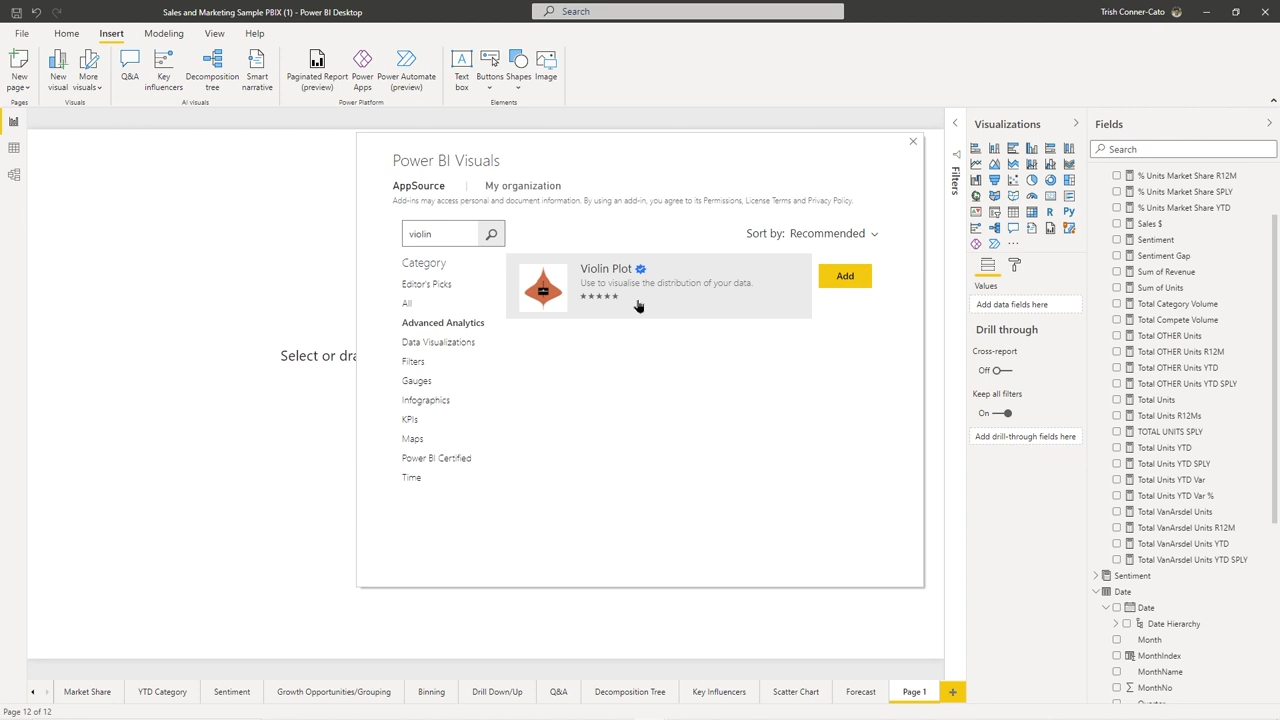 Sales and Marketing Sample PBIX (1) - Power BI Desktop
Search
Trish Conner-Cato
File
Home
Insert
Modeling
View
Help
New page
New visual
More visuals
Q&A
Key influencers
Decomposition tree
Smart narrative
Paginated Report (preview)
Power Apps
Power Automate (preview)
Text box
Buttons
Shapes
Image
Pages
Visuals
AI visuals
Power Platform
Elements
Select or dra
Power BI Visuals
AppSource
My organization
Add-ins may access personal and document information. By using an add-in, you agree to its Permissions, License Terms and Privacy Policy.
violin
Sort by: Recommended
Category
Editor's Picks
All
Advanced Analytics
Data Visualizations
Filters
Gauges
Infographics
KPIs
Maps
Power BI Certified
Time
Violin Plot
Use to visualise the distribution of your data.
Add
Filters
Visualizations
R
Py
Values
Add data fields here
Drill through
Cross-report
Off
Keep all filters
On
Add drill-through fields here
Fields
Search
% Units Market Share R12M
% Units Market Share SPLY
% Units Market Share YTD
Sales $
Sentiment
Sentiment Gap
Sum of Revenue
Sum of Units
Total Category Volume
Total Compete Volume
Total OTHER Units
Total OTHER Units R12M
Total OTHER Units YTD
Total OTHER Units YTD SPLY
Total Units
Total Units R12Ms
TOTAL UNITS SPLY
Total Units YTD
Total Units YTD SPLY
Total Units YTD Var
Total Units YTD Var %
Total VanArsdel Units
Total VanArsdel Units R12M
Total VanArsdel Units YTD
Total VanArsdel Units YTD SPLY
Sentiment
Date
Date
Date Hierarchy
Month
MonthIndex
MonthName
MonthNo
Market Share
YTD Category
Sentiment
Growth Opportunities/Grouping
Binning
Drill Down/Up
Q&A
Decomposition Tree
Key Influencers
Scatter Chart
Forecast
Page 1
Page 12 of 12